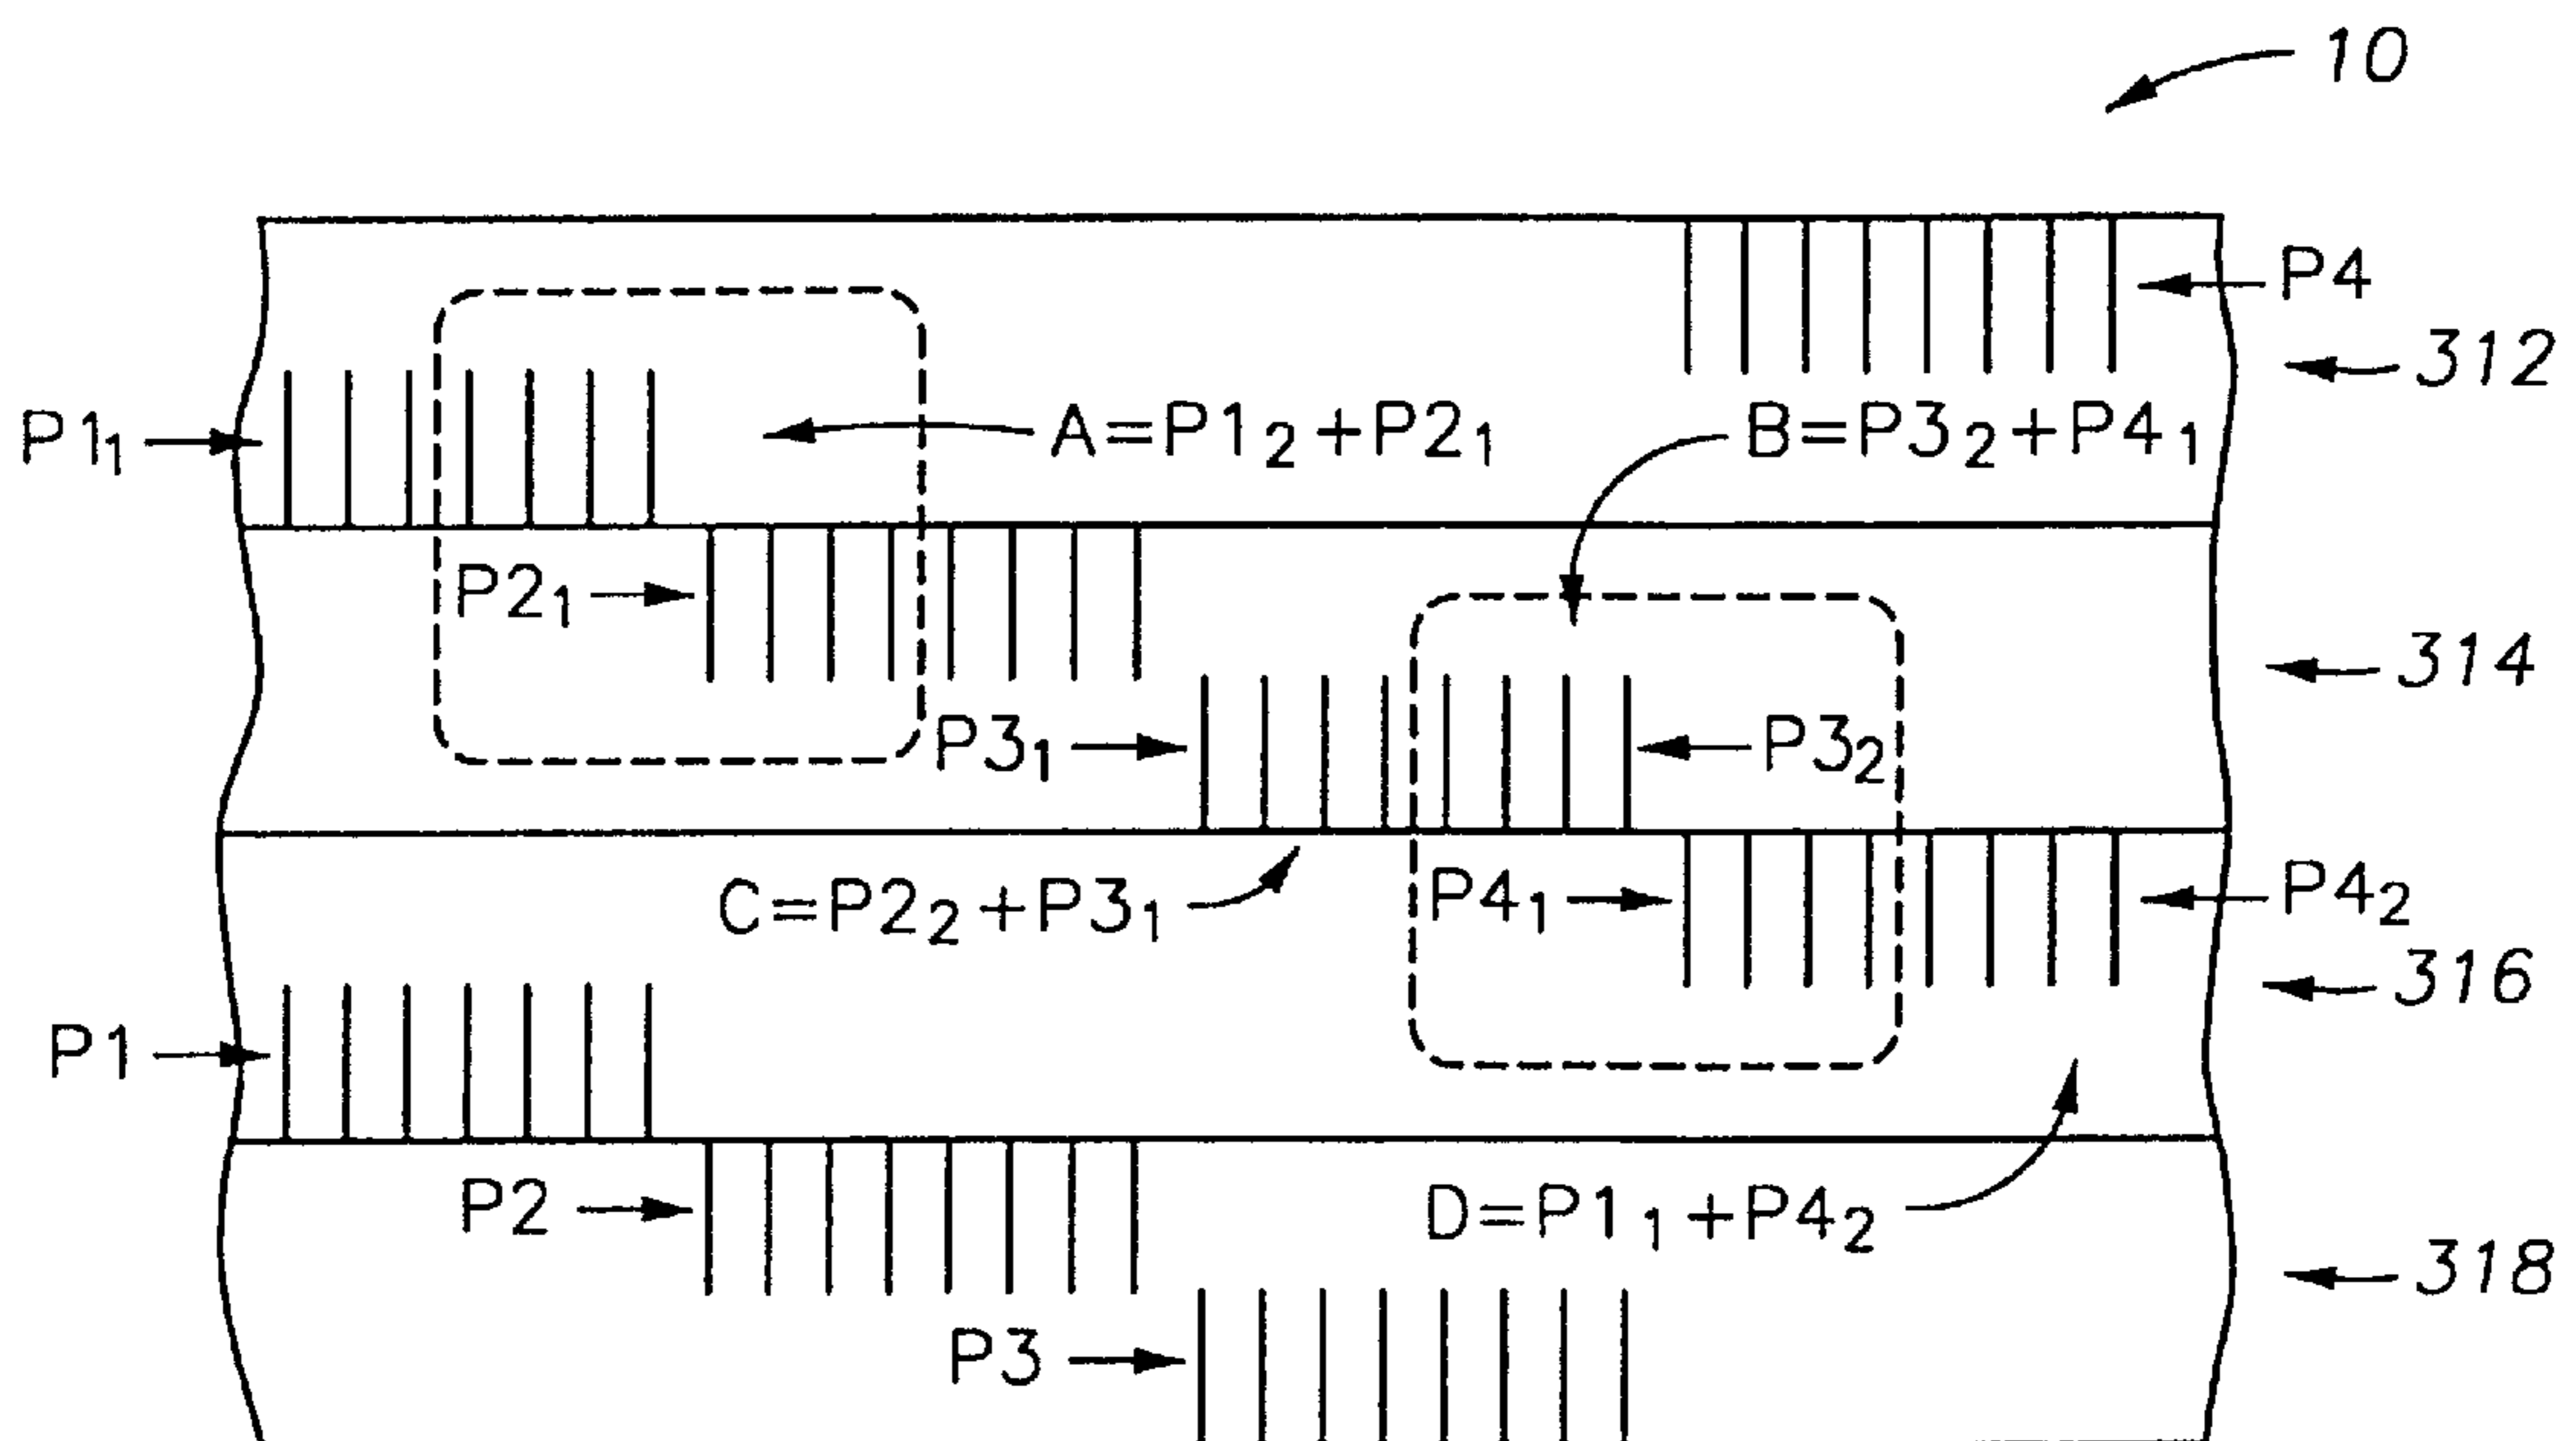 10
P4
312
P1₁
A=P1₂+P2₁
B=P3₂+P4₁
P2₁
314
P3₁
P3₂
C=P2₂+P3₁
P4₁
P4₂
316
P1
P2
D=P1₁+P4₂
318
P3